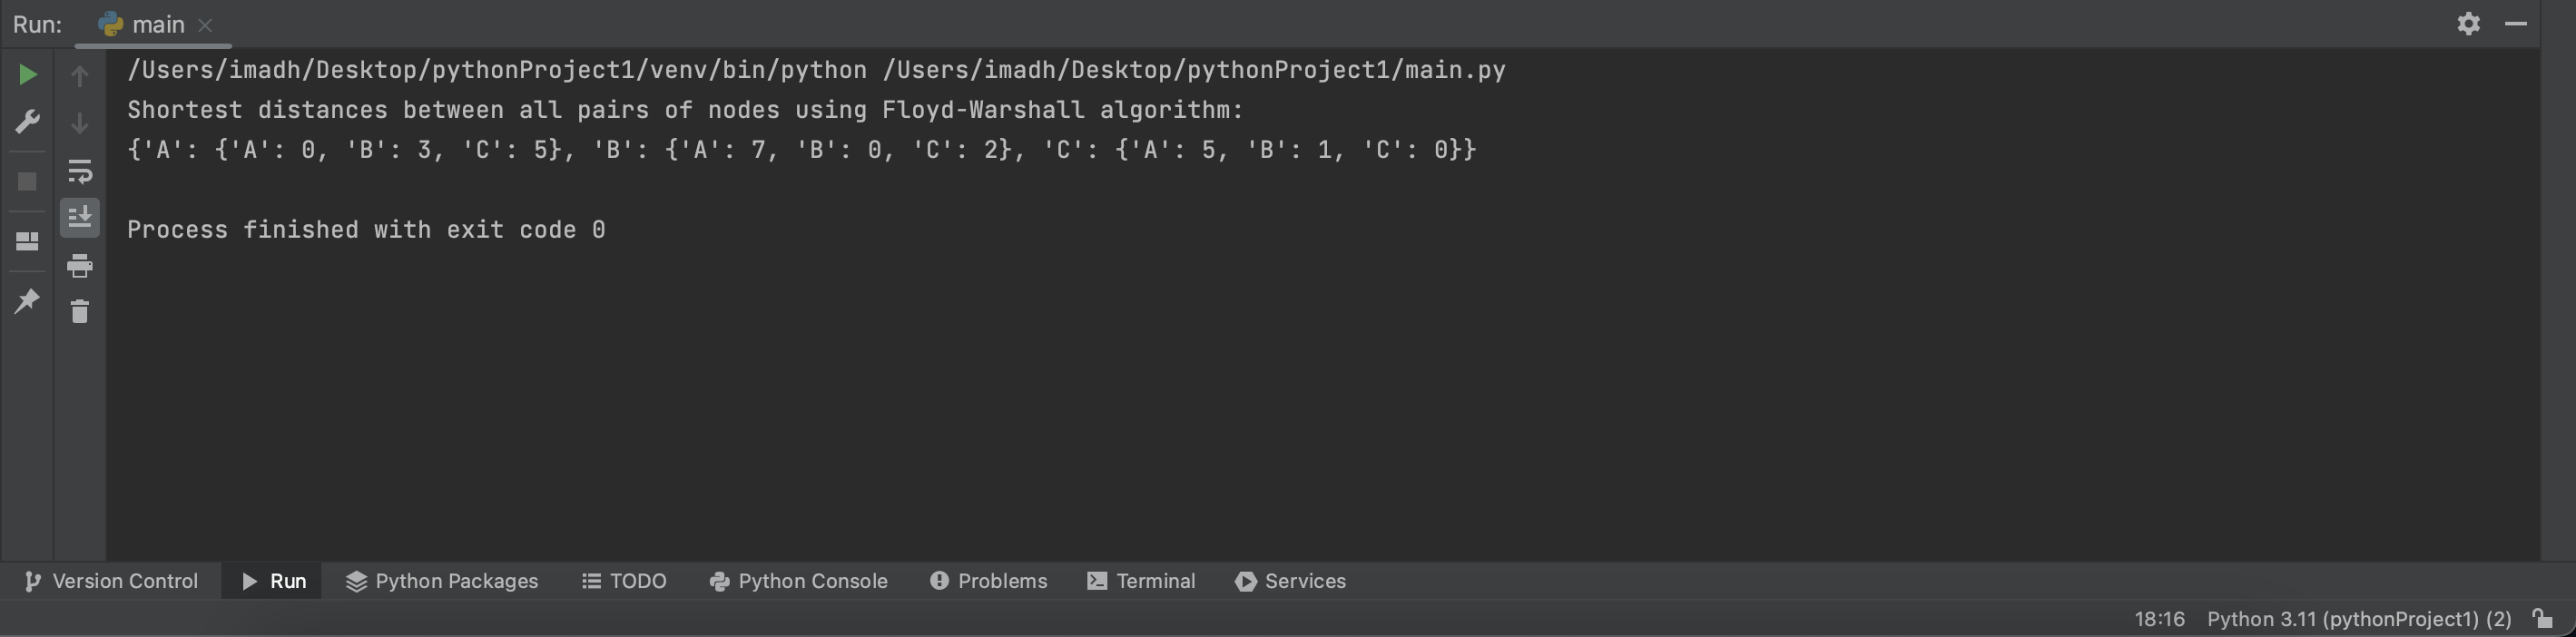 Run: main
/Users/imadh/Desktop/pythonProject1/venv/bin/python /Users/imadh/Desktop/pythonProject1/main.py
Shortest distances between all pairs of nodes using Floyd-Warshall algorithm:
{'A': {'A': 0, 'B': 3, 'C': 5}, 'B': {'A': 7, 'B': 0, 'C': 2}, 'C': {'A': 5, 'B': 1, 'C': 0}}
Process finished with exit code 0
Version Control Run Python Packages TODO Python Console Problems Terminal Services
18:16 Python 3.11 (pythonProject1) (2)